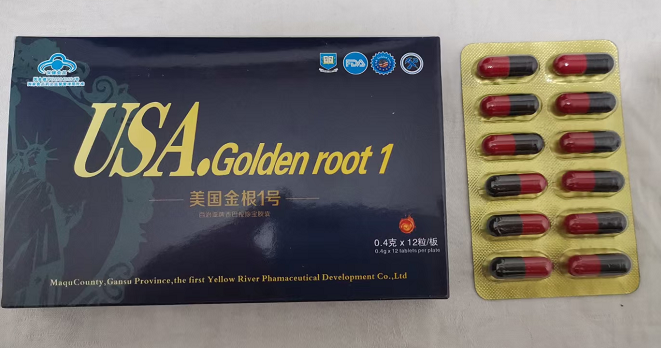 FDA
USA.Golden root 1
美国金根1号
0.4克 x 12粒/板
0.4g x 12 tablets per plate
MaquCounty,Gansu Province,the first Yellow River Phamaceutical Development Co.,Ltd